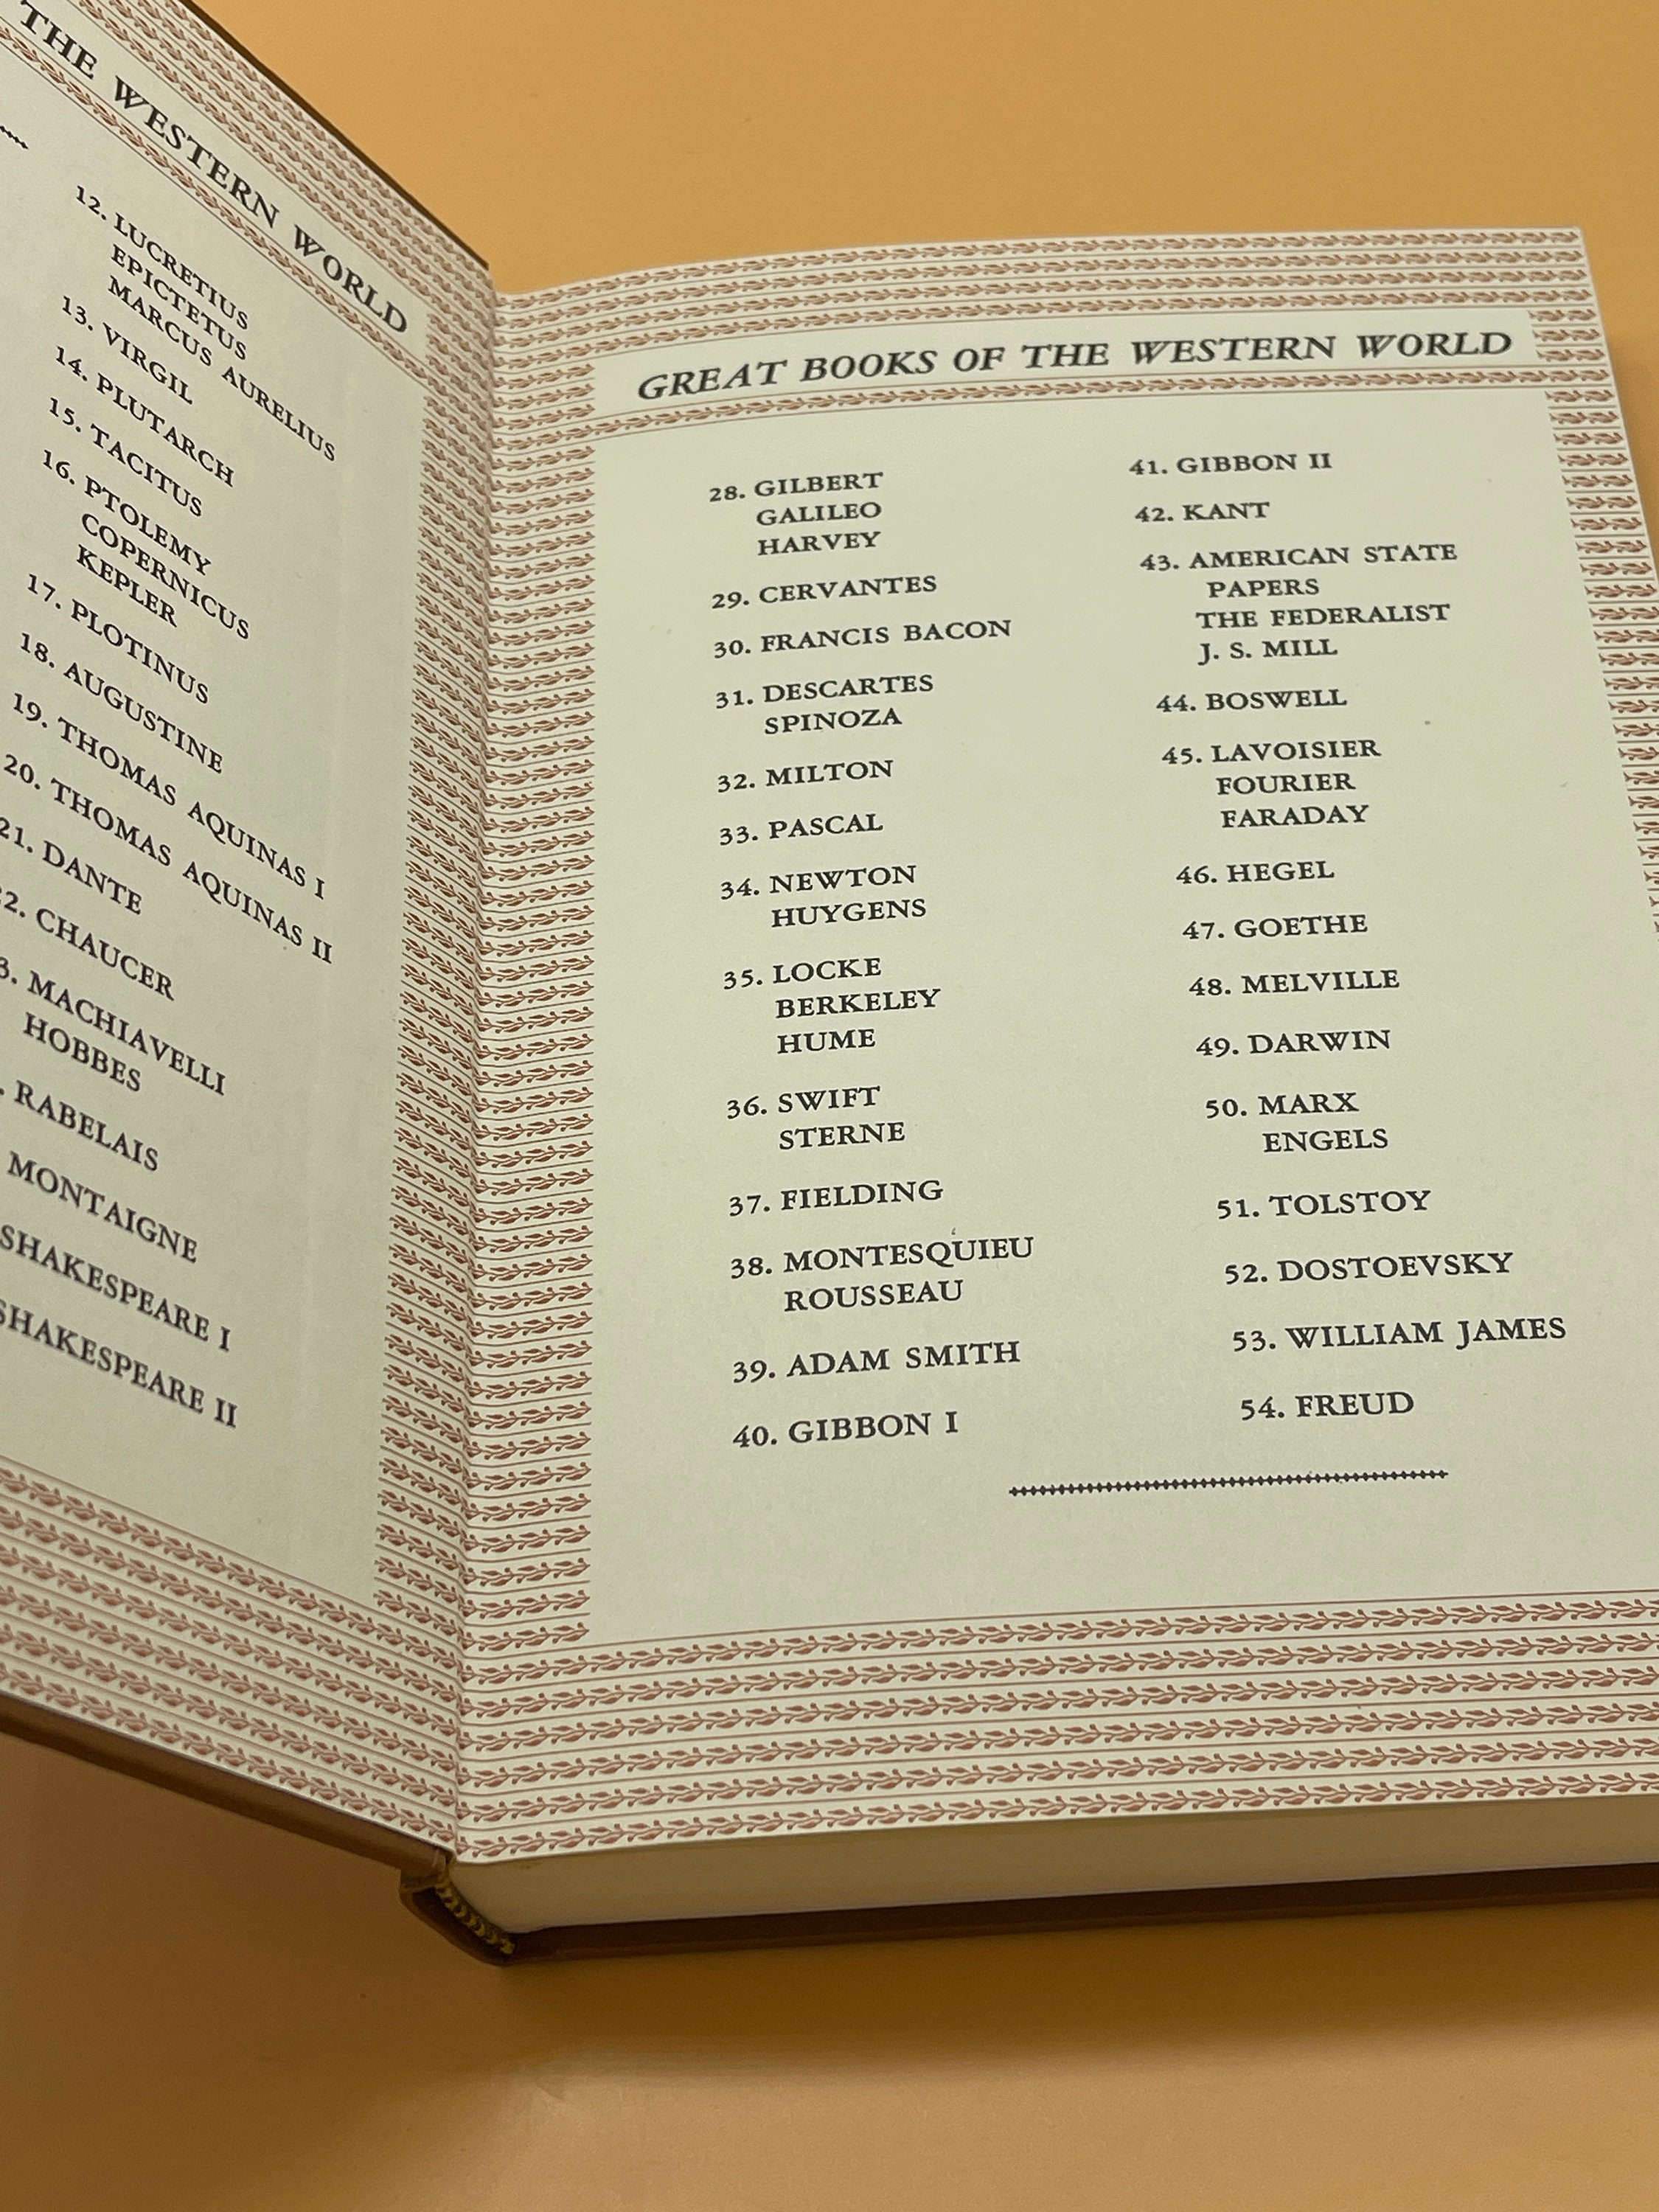 THE WESTERN WORLD
12. LUCRETIUS
EPICTETUS
MARCUS AURELIUS
13. VIRGIL
14. PLUTARCH
15. TACITUS
16. PTOLEMY
COPERNICUS
KEPLER
17. PLOTINUS
18. AUGUSTINE
19. THOMAS AQUINAS I
20. THOMAS AQUINAS II
21. DANTE
2. CHAUCER
3. MACHIAVELLI
HOBBES
. RABELAIS
MONTAIGNE
SHAKESPEARE I
SHAKESPEARE II
GREAT BOOKS OF THE WESTERN WORLD
28. GILBERT
GALILEO
HARVEY
29. CERVANTES
30. FRANCIS BACON
31. DESCARTES
SPINOZA
32. MILTON
33. PASCAL
34. NEWTON
HUYGENS
35. LOCKE
BERKELEY
HUME
36. SWIFT
STERNE
37. FIELDING
38. MONTESQUIEU
ROUSSEAU
39. ADAM SMITH
40. GIBBON I
41. GIBBON II
42. KANT
43. AMERICAN STATE
PAPERS
THE FEDERALIST
J. S. MILL
44. BOSWELL
45. LAVOISIER
FOURIER
FARADAY
46. HEGEL
47. GOETHE
48. MELVILLE
49. DARWIN
50. MARX
ENGELS
51. TOLSTOY
52. DOSTOEVSKY
53. WILLIAM JAMES
54. FREUD